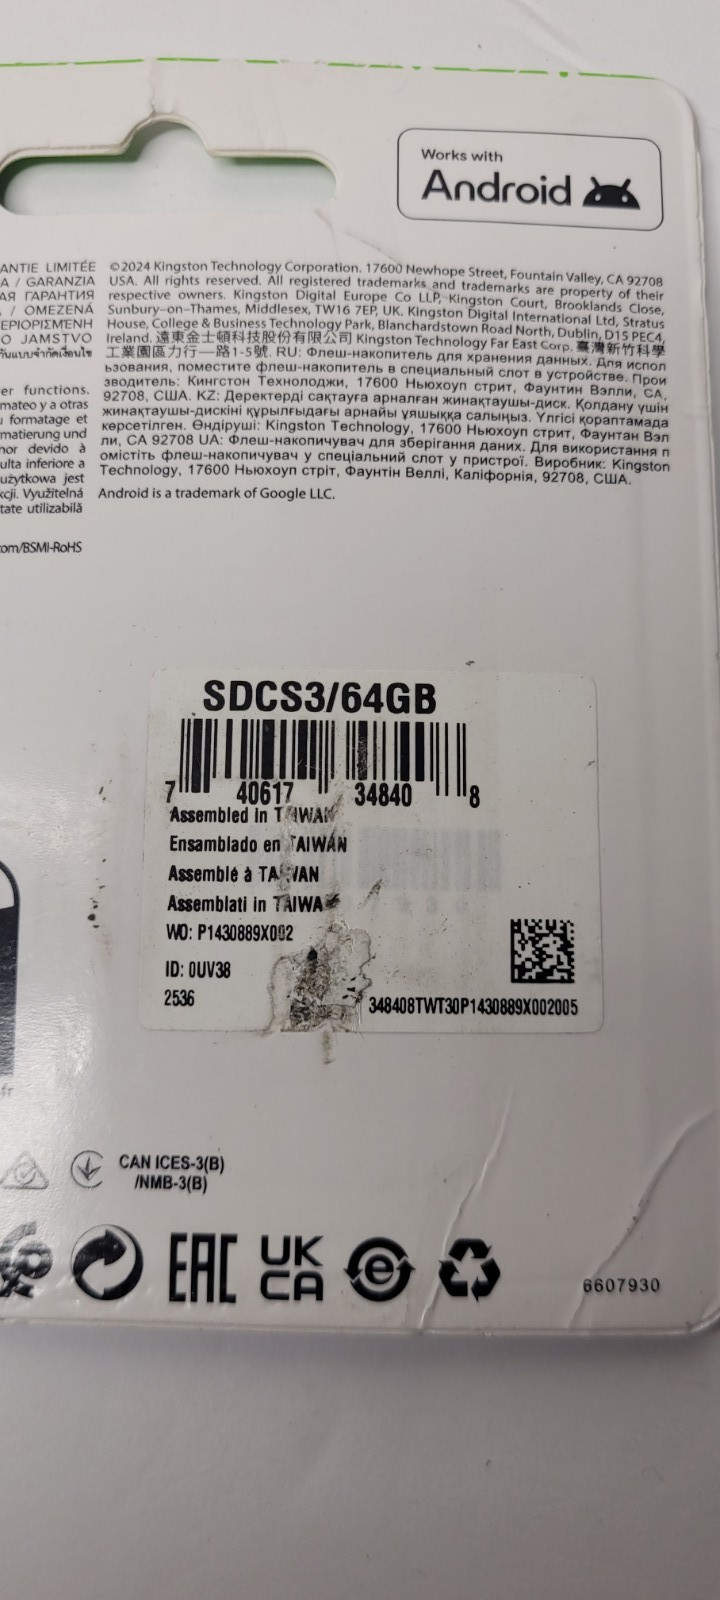 Works with
Android
ANTIE LIMITÉE
A / GARANZIA
АЯ ГАРАНТИЯ
/ OMEZENÁ
ΕΡΙΟΡΙΣΜΈΝΗ
O JAMSTVO
©2024 Kingston Technology Corporation. 17600 Newhope Street, Fountain Valley, CA 92708
USA. All rights reserved. All registered trademarks and trademarks are property of their
respective owners. Kingston Digital Europe Co LLP, Kingston Court, Brooklands Close,
Sunbury-on-Thames, Middlesex, TW16 7EP, UK. Kingston Digital International Ltd, Stratus
House, College & Business Technology Park, Blanchardstown Road North, Dublin, D15 PEC4,
Ireland. 遠東金士頓科技股份有限公司 Kingston Technology Far East Corp. 臺灣新竹科學
工業園區力行一路1-5號. RU: Флеш-накопитель для хранения данных. Для испол
ьзования, поместите флеш-накопитель в специальный слот в устройстве. Прои
зводитель: Кингстон Технолоджи, 17600 Ньюхоуп стрит, Фаунтин Вэлли, CA,
92708, США. KZ: Деректерді сақтауға арналған жинақтаушы-диск. Қолдану үшін
жинақтаушы-дискіні құрылғыдағы арнайы ұяшыққа салыңыз. Үлгісі қораптамада
көрсетілген. Өндіруші: Kingston Technology, 17600 Ньюхоуп стрит, Фаунтан Вэл
ли, CA 92708 UA: Флеш-накопичувач для зберігання даних. Для використання п
омістіть флеш-накопичувач у спеціальний слот у пристрої. Виробник: Kingston
Technology, 17600 Ньюхоуп стріт, Фаунтін Веллі, Каліфорнія, 92708, США.
Android is a trademark of Google LLC.
er functions.
mateo y a otras
u formatage et
matierung und
nor devido à
ulta inferiore a
użytkowa jest
kcji. Využitelná
tate utilizabilă
com/BSMI-RoHS
SDCS3/64GB
7 40617 34840 8
Assembled in TAIWAN
Ensamblado en TAIWÁN
Assemblé à TAIWAN
Assemblati in TAIWAN
WO: P1430889X002
ID: 0UV38
2536
348408TWT30P1430889X002005
fr
CAN ICES-3(B)
/NMB-3(B)
EAC
UK
CA
e
6607930